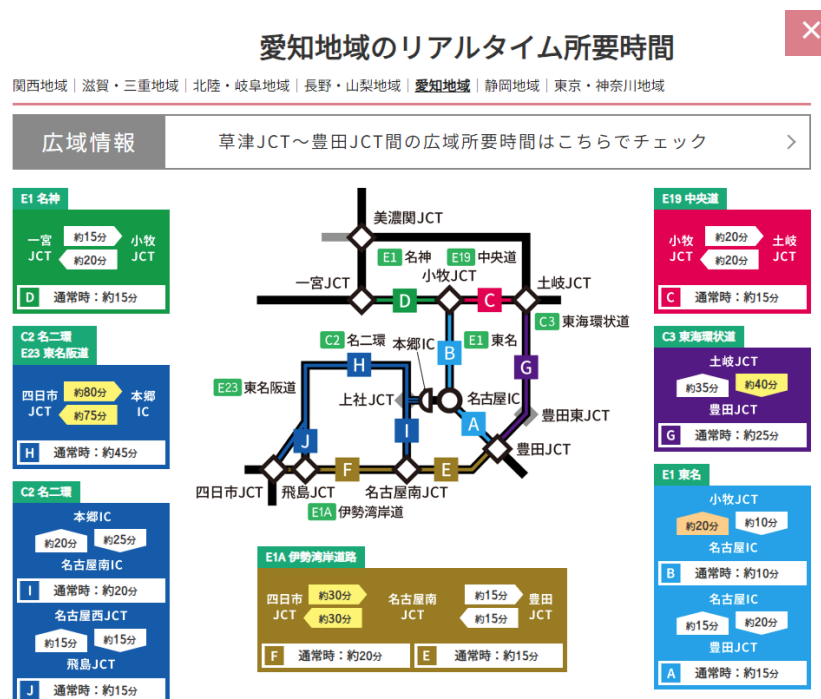 愛知地域のリアルタイム所要時間
関西地域｜滋賀・三重地域｜北陸・岐阜地域｜長野・山梨地域｜愛知地域｜静岡地域｜東京・神奈川地域
広域情報
草津JCT～豊田JCT間の広域所要時間はこちらでチェック
E1 名神
一宮JCT
約15分
約20分
小牧JCT
D 通常時：約15分
C2 名二環
E23 東名阪道
四日市JCT
約80分
約75分
本郷IC
H 通常時：約45分
C2 名二環
本郷IC
約20分 約25分
名古屋南IC
I 通常時：約20分
名古屋西JCT
約15分 約15分
飛島JCT
J 通常時：約15分
美濃関JCT
E1 名神 E19 中央道
一宮JCT 小牧JCT 土岐JCT
D C
C3 東海環状道
C2 名二環 本郷IC E1 東名
B
H G
E23 東名阪道
上社JCT 名古屋IC
豊田東JCT
A
I
J
豊田JCT
F E
四日市JCT 飛島JCT 名古屋南JCT
E1A 伊勢湾岸道
E1A 伊勢湾岸道路
四日市JCT
約30分
約30分
名古屋南JCT
約15分
約15分
豊田JCT
F 通常時：約20分 E 通常時：約15分
E19 中央道
小牧JCT
約20分
約20分
土岐JCT
C 通常時：約15分
C3 東海環状道
土岐JCT
約35分 約40分
豊田JCT
G 通常時：約25分
E1 東名
小牧JCT
約20分 約10分
名古屋IC
B 通常時：約10分
名古屋IC
約15分 約20分
豊田JCT
A 通常時：約15分